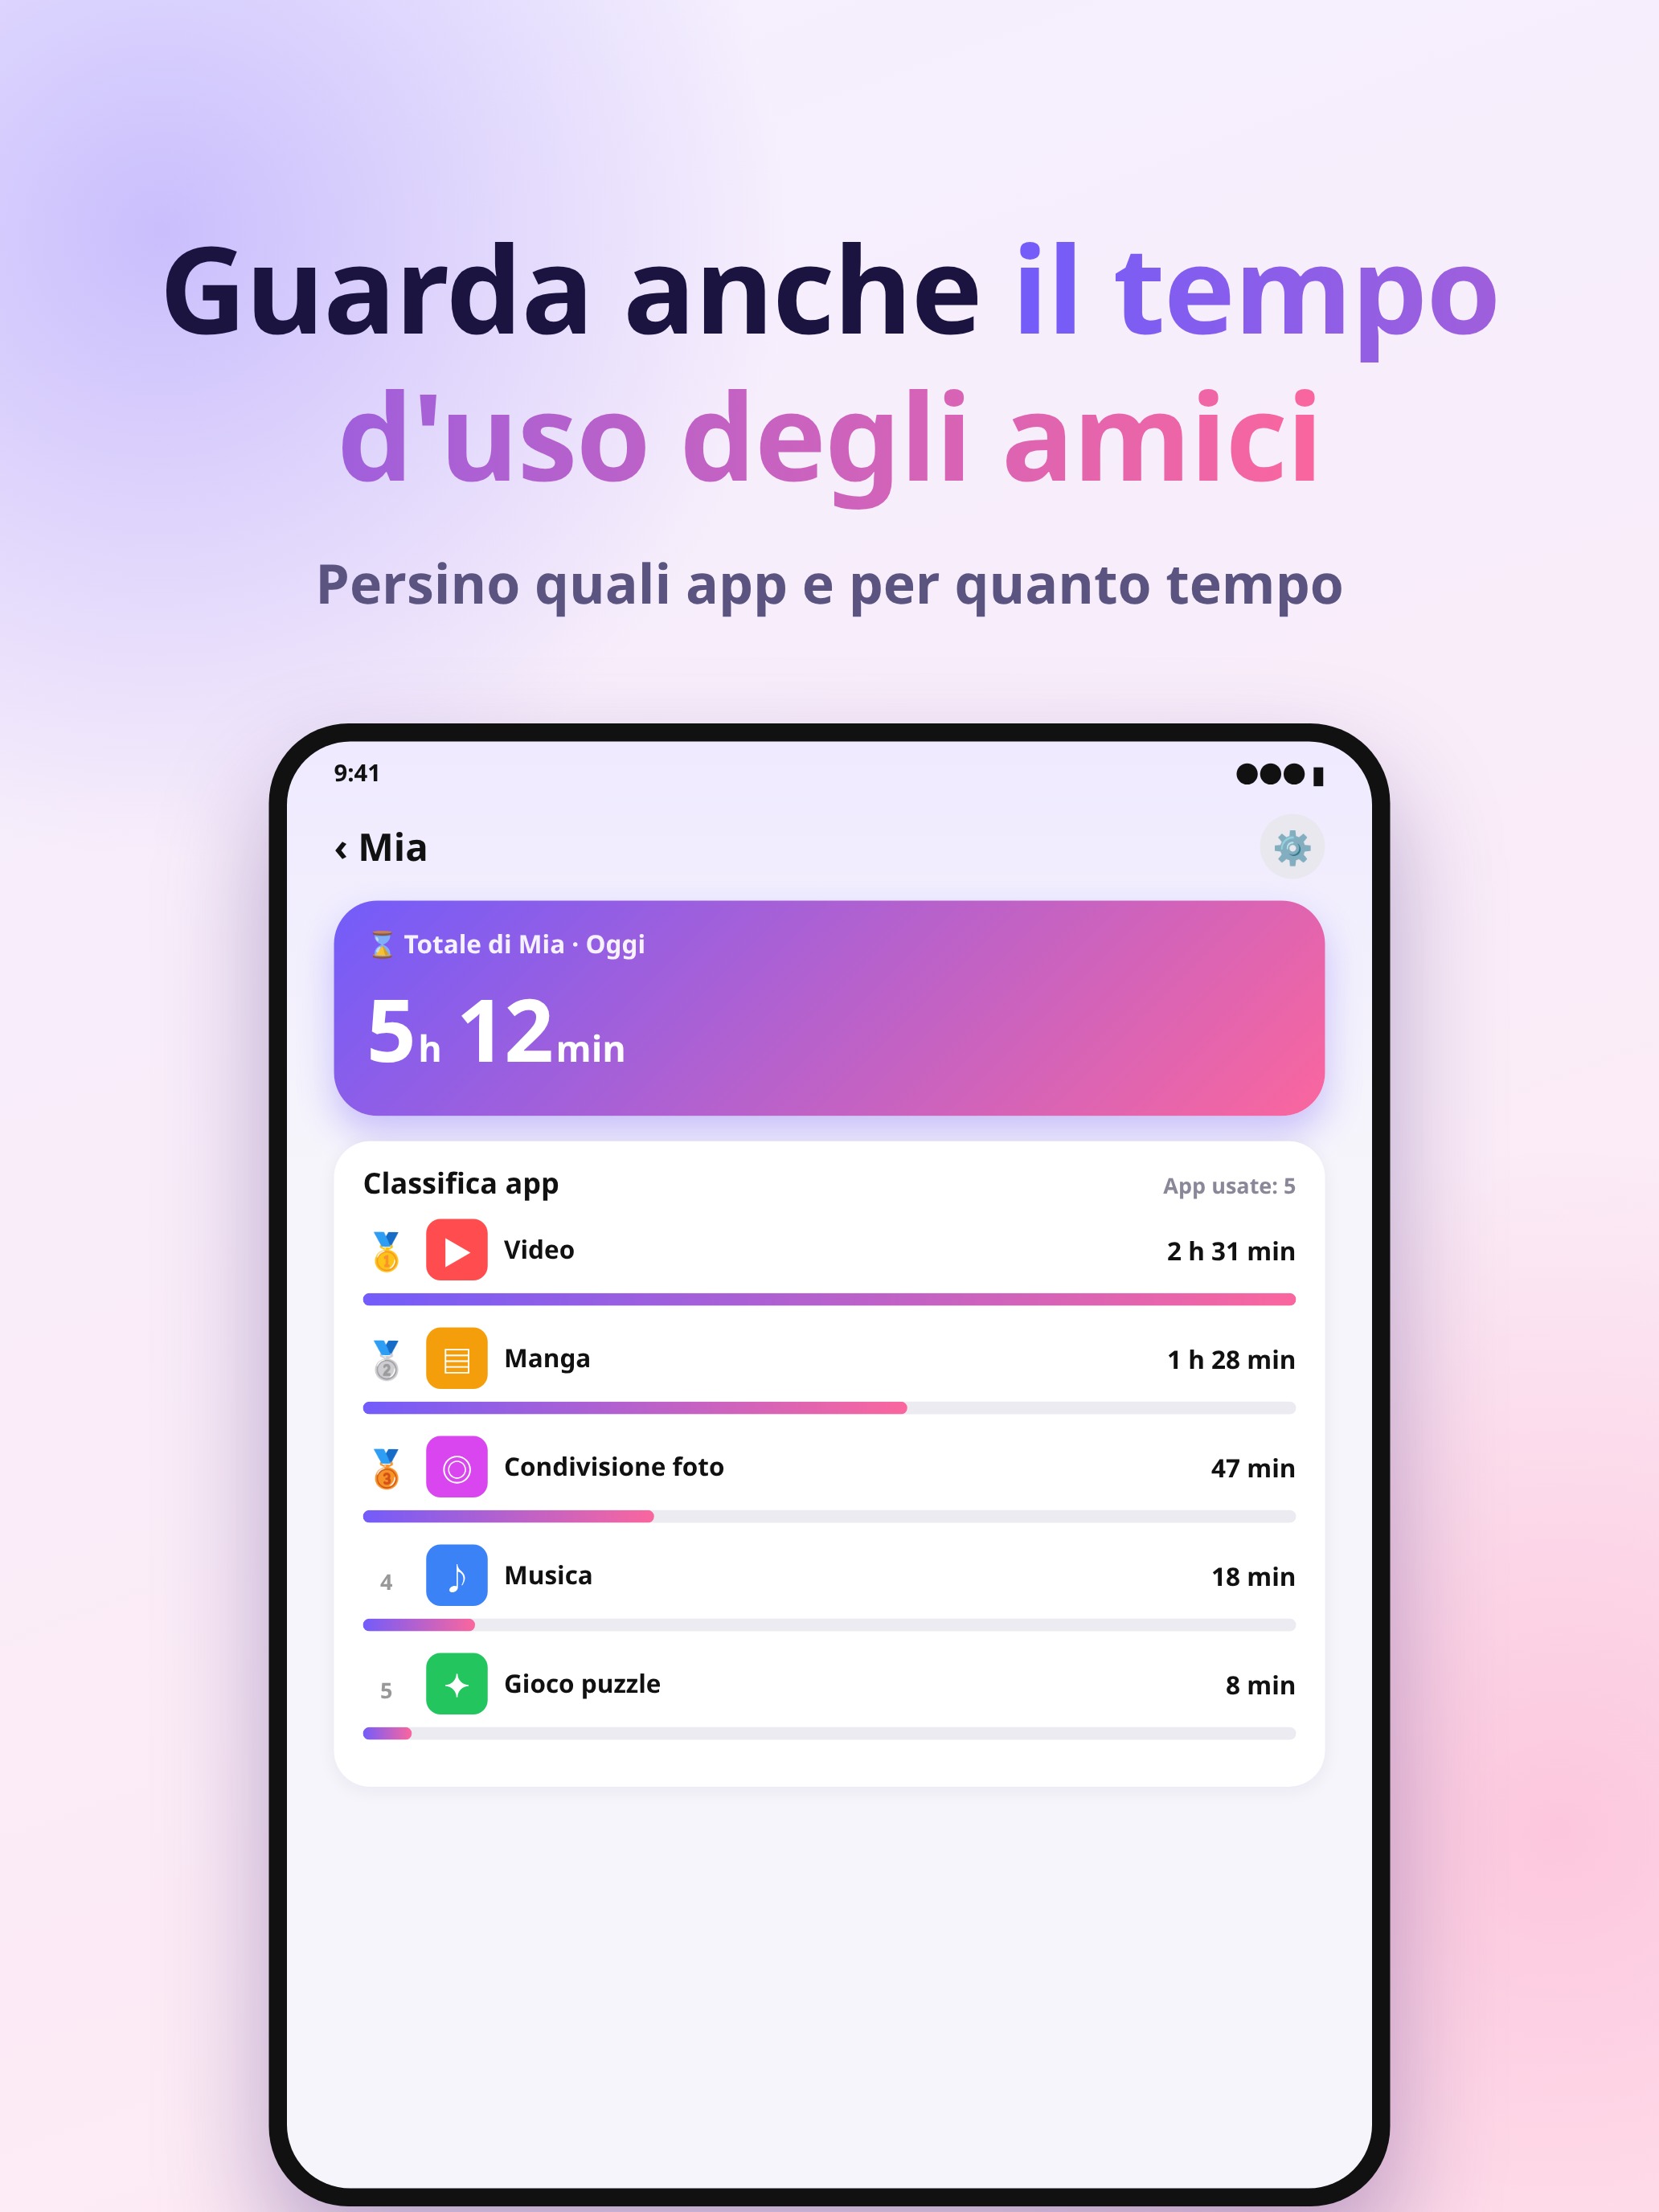 Guarda anche il tempo
d'uso degli amici
Persino quali app e per quanto tempo
9:41
‹ Mia
⌛ Totale di Mia · Oggi
5h 12min
Classifica app
App usate: 5
Video
2 h 31 min
Manga
1 h 28 min
Condivisione foto
47 min
4
Musica
18 min
5
Gioco puzzle
8 min